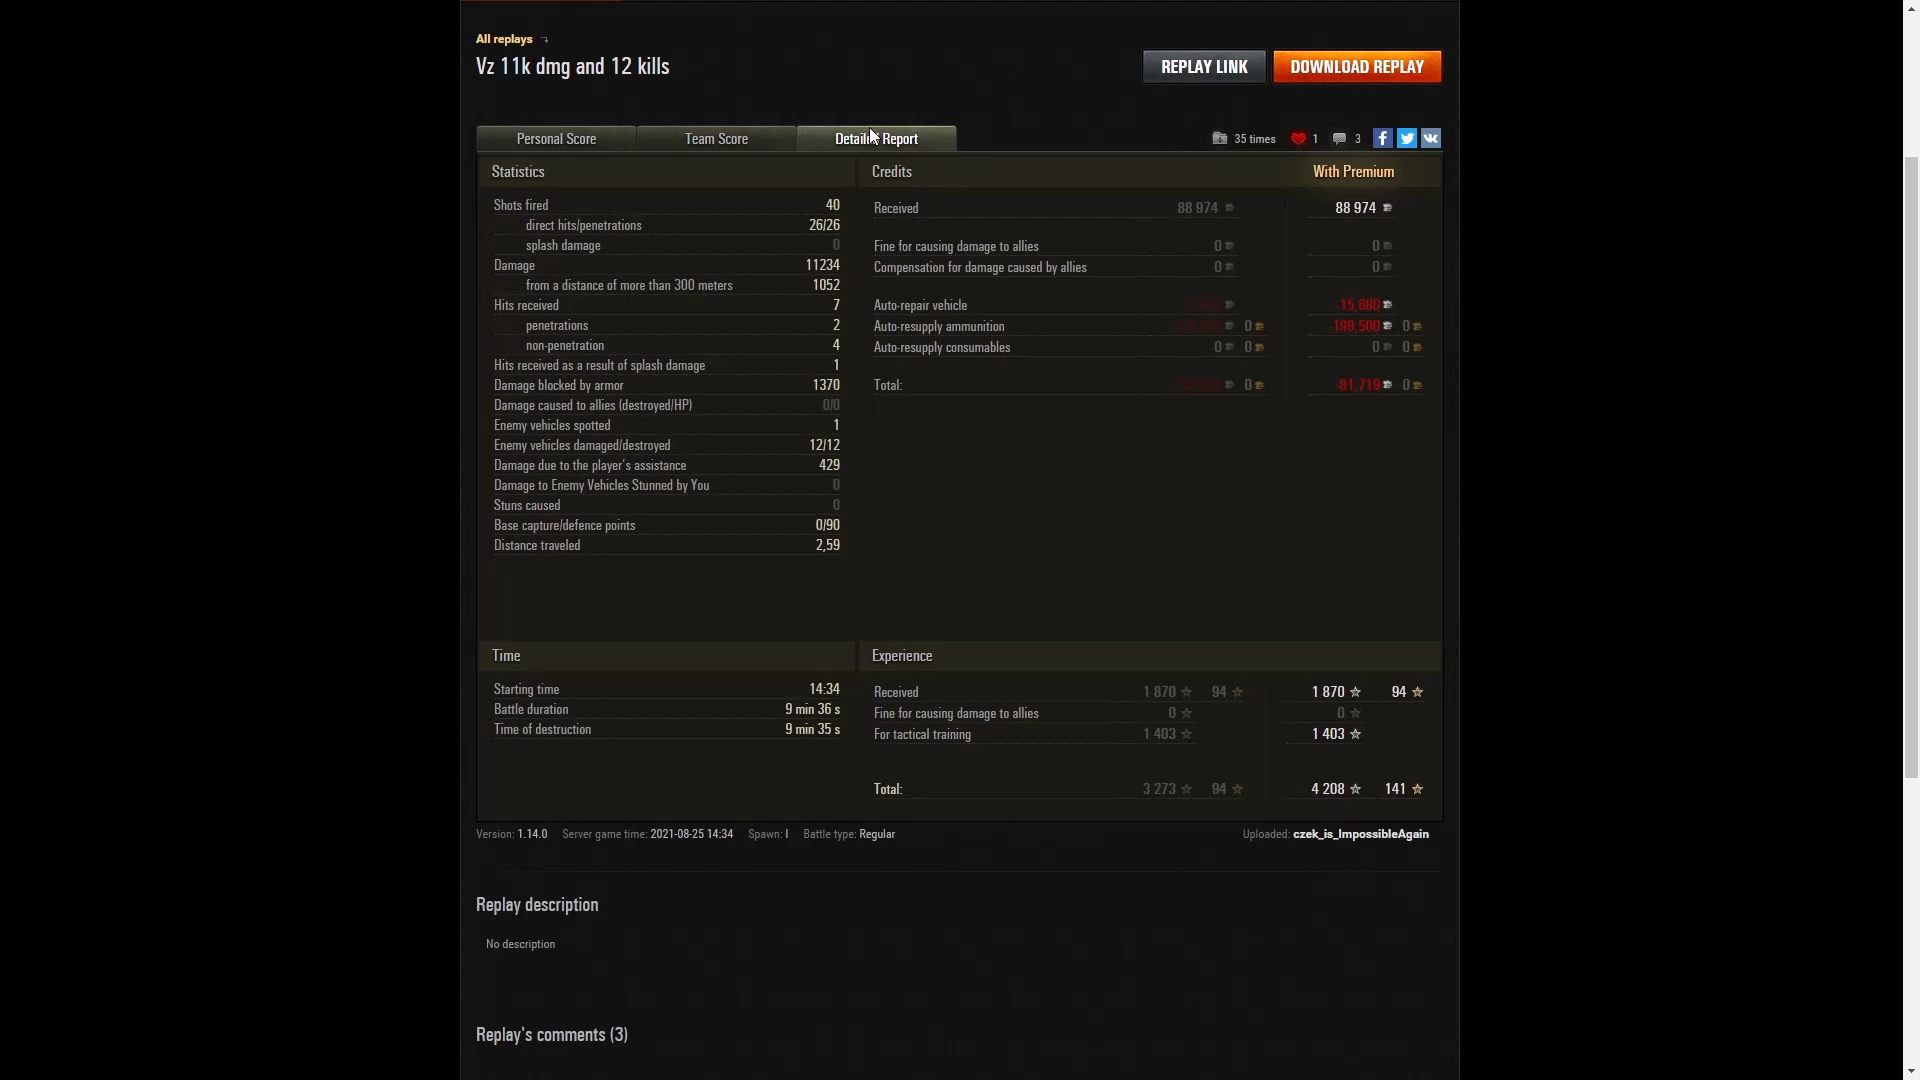 All replays
Vz 11k dmg and 12 kills
REPLAY LINK
DOWNLOAD REPLAY
Personal Score
Team Score
Detailed Report
35 times
1
3
Statistics
Shots fired 40
direct hits/penetrations 26/26
splash damage 0
Damage 11234
from a distance of more than 300 meters 1052
Hits received 7
penetrations 2
non-penetration 4
Hits received as a result of splash damage 1
Damage blocked by armor 1370
Damage caused to allies (destroyed/HP) 0/0
Enemy vehicles spotted 1
Enemy vehicles damaged/destroyed 12/12
Damage due to the player's assistance 429
Damage to Enemy Vehicles Stunned by You 0
Stuns caused 0
Base capture/defence points 0/90
Distance traveled 2,59
Credits With Premium
Received 88 974 88 974
Fine for causing damage to allies 0 0
Compensation for damage caused by allies 0 0
Auto-repair vehicle -15,680
Auto-resupply ammunition 0 -199,500 0
Auto-resupply consumables 0 0 0 0
Total: 0 -81,719 0
Time
Starting time 14:34
Battle duration 9 min 36 s
Time of destruction 9 min 35 s
Experience
Received 1 870 94 1 870 94
Fine for causing damage to allies 0 0
For tactical training 1 403 1 403
Total: 3 273 94 4 208 141
Version: 1.14.0 Server game time: 2021-08-25 14:34 Spawn: I Battle type: Regular
Uploaded: czek_is_ImpossibleAgain
Replay description
No description
Replay's comments (3)